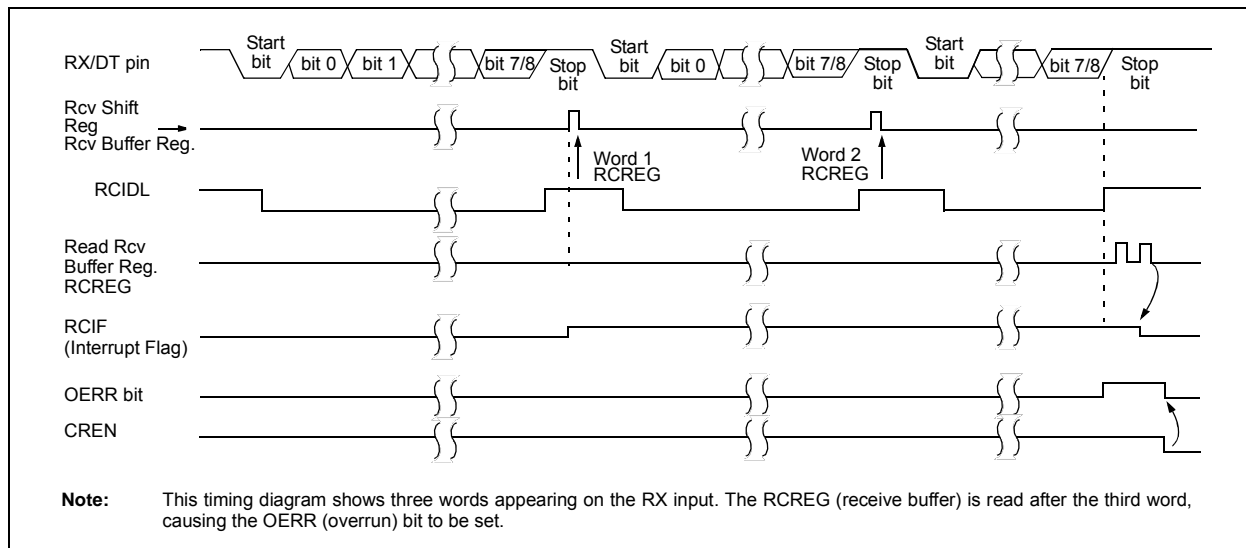 RX/DT pin
Start
bit
bit 0
bit 1
bit 7/8
Stop
bit
Start
bit
bit 0
bit 7/8
Stop
bit
Start
bit
bit 7/8
Stop
bit
Rcv Shift
Reg
Rcv Buffer Reg.
Word 1
RCREG
Word 2
RCREG
RCIDL
Read Rcv
Buffer Reg.
RCREG
RCIF
(Interrupt Flag)
OERR bit
CREN
Note: This timing diagram shows three words appearing on the RX input. The RCREG (receive buffer) is read after the third word,
causing the OERR (overrun) bit to be set.